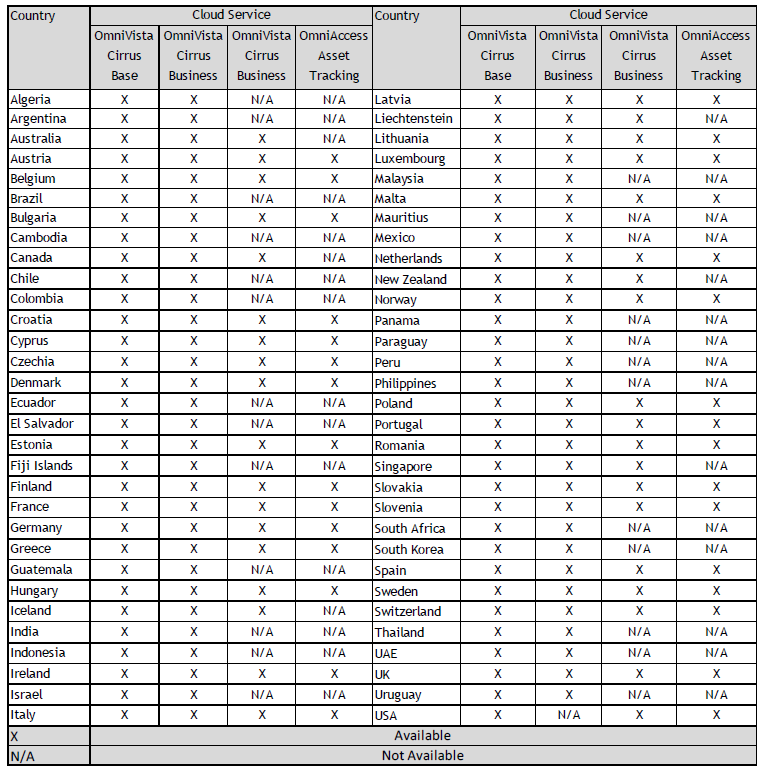 Country Cloud Service Country Cloud Service
OmniVista Cirrus Base OmniVista Cirrus Business OmniVista Cirrus Business OmniAccess Asset Tracking OmniVista Cirrus Base OmniVista Cirrus Business OmniVista Cirrus Business OmniAccess Asset Tracking
Algeria X X N/A N/A Latvia X X X X
Argentina X X N/A N/A Liechtenstein X X X N/A
Australia X X X N/A Lithuania X X X X
Austria X X X X Luxembourg X X X X
Belgium X X X X Malaysia X X N/A N/A
Brazil X X N/A N/A Malta X X X X
Bulgaria X X X X Mauritius X X N/A N/A
Cambodia X X N/A N/A Mexico X X N/A N/A
Canada X X X N/A Netherlands X X X X
Chile X X N/A N/A New Zealand X X X N/A
Colombia X X N/A N/A Norway X X X X
Croatia X X X X Panama X X N/A N/A
Cyprus X X X X Paraguay X X N/A N/A
Czechia X X X X Peru X X N/A N/A
Denmark X X X X Philippines X X N/A N/A
Ecuador X X N/A N/A Poland X X X X
El Salvador X X N/A N/A Portugal X X X X
Estonia X X X X Romania X X X X
Fiji Islands X X N/A N/A Singapore X X X N/A
Finland X X X X Slovakia X X X X
France X X X X Slovenia X X X X
Germany X X X X South Africa X X N/A N/A
Greece X X X X South Korea X X N/A N/A
Guatemala X X N/A N/A Spain X X X X
Hungary X X X X Sweden X X X X
Iceland X X X N/A Switzerland X X X X
India X X N/A N/A Thailand X X N/A N/A
Indonesia X X N/A N/A UAE X X N/A N/A
Ireland X X X X UK X X X X
Israel X X N/A N/A Uruguay X X N/A N/A
Italy X X X X USA X N/A X X
X Available
N/A Not Available